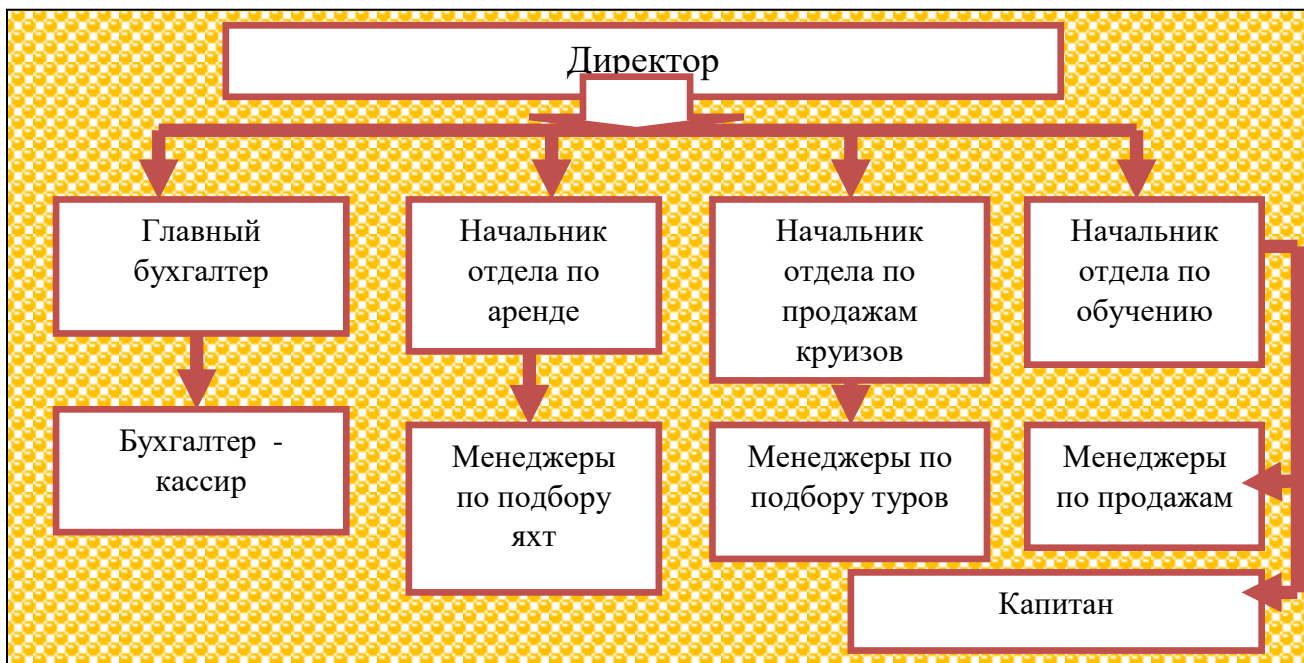 Директор
Главный
бухгалтер
Начальник
отдела по
аренде
Начальник
отдела по
продажам
круизов
Начальник
отдела по
обучению
Бухгалтер -
кассир
Менеджеры
по подбору
яхт
Менеджеры по
подбору туров
Менеджеры
по продажам
Капитан